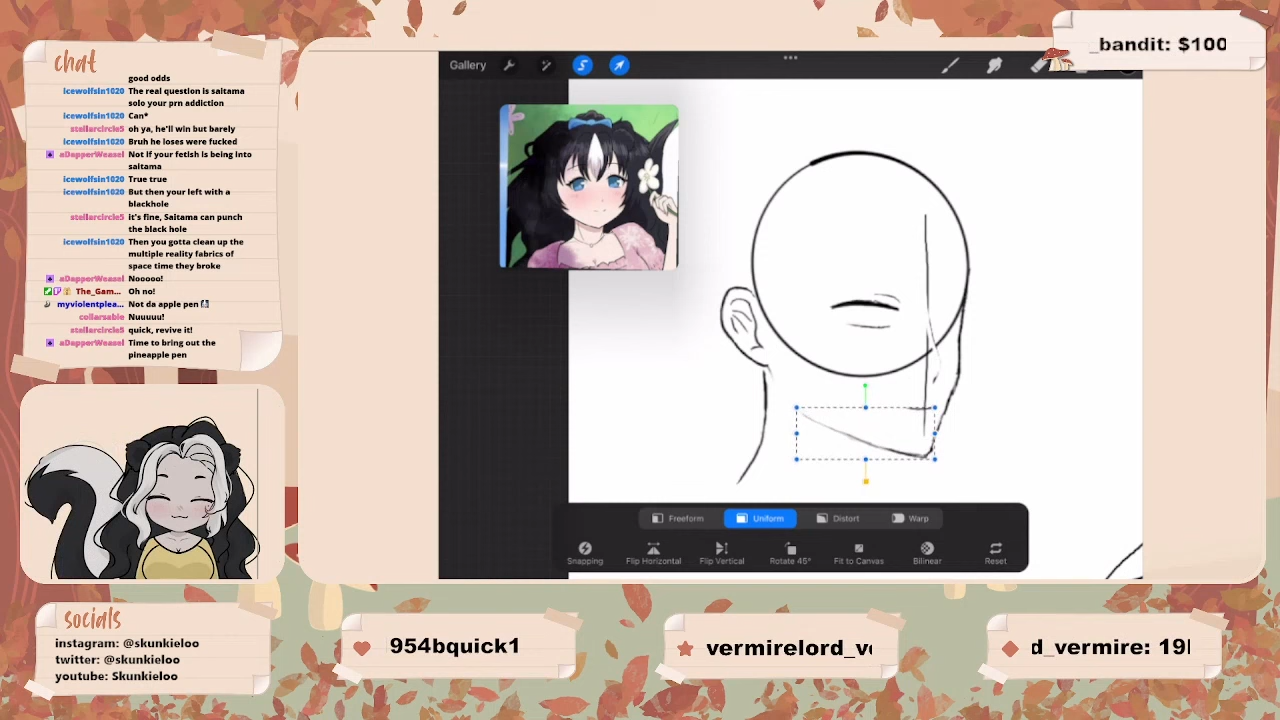 chat
good odds
icewolfsin1020 The real question is saitama
solo your prn addiction
icewolfsin1020 Can*
stellarcircle5 oh ya, he'll win but barely
icewolfsin1020 Bruh he loses were fucked
aDapperWeasel Not if your fetish is being into
saitama
icewolfsin1020 True true
icewolfsin1020 But then your left with a
blackhole
stellarcircle5 it's fine, Saitama can punch
the black hole
icewolfsin1020 Then you gotta clean up the
multiple reality fabrics of
space time they broke
aDapperWeasel Nooooo!
The_Gam... Oh no!
myviolentplea... Not da apple pen
collarsable Nuuuuu!
stellarcircle5 quick, revive it!
aDapperWeasel Time to bring out the
pineapple pen
Gallery
_bandit: $100
Freeform Uniform Distort Warp
Snapping Flip Horizontal Flip Vertical Rotate 45° Fit to Canvas Bilinear Reset
socials
instagram: @skunkieloo
twitter: @skunkieloo
youtube: Skunkieloo
954bquick1
vermirelord_v
d_vermire: 19